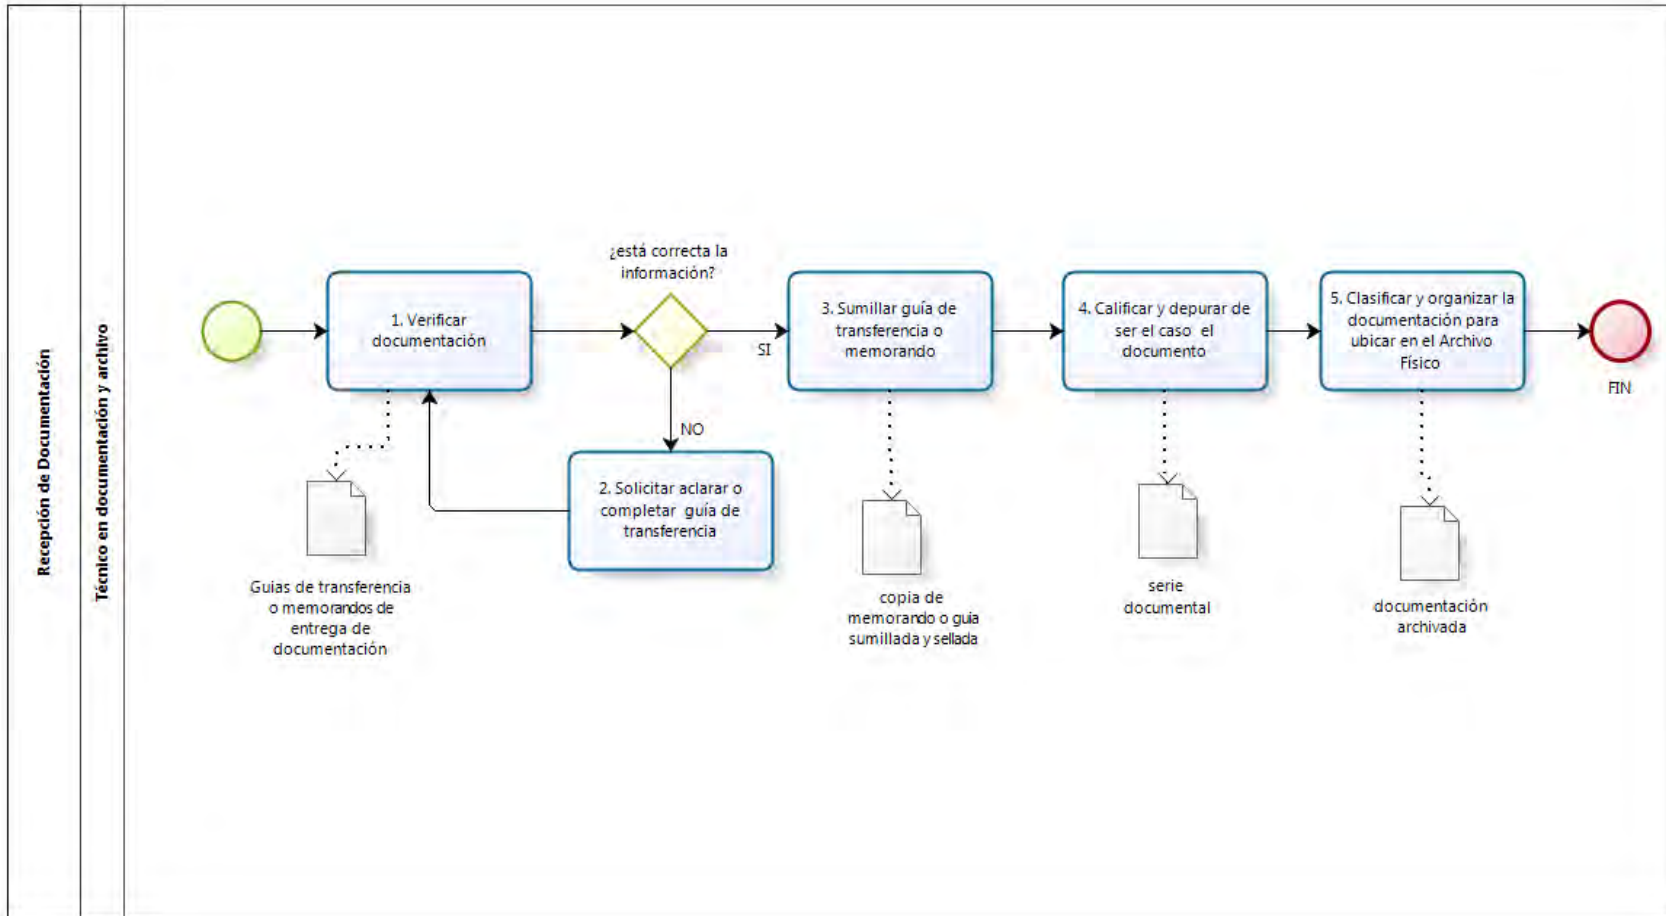 Recepción de Documentación
Técnico en documentación y archivo
1. Verificar
documentación
¿está correcta la
información?
SI
NO
2. Solicitar aclarar o
completar guía de
transferencia
3. Sumillar guía de
transferencia o
memorando
4. Calificar y depurar de
ser el caso el
documento
5. Clasificar y organizar la
documentación para
ubicar en el Archivo
Físico
FIN
Guias de transferencia
o memorandos de
entrega de
documentación
copia de
memorando o guia
sumillada y sellada
serie
documental
documentación
archivada